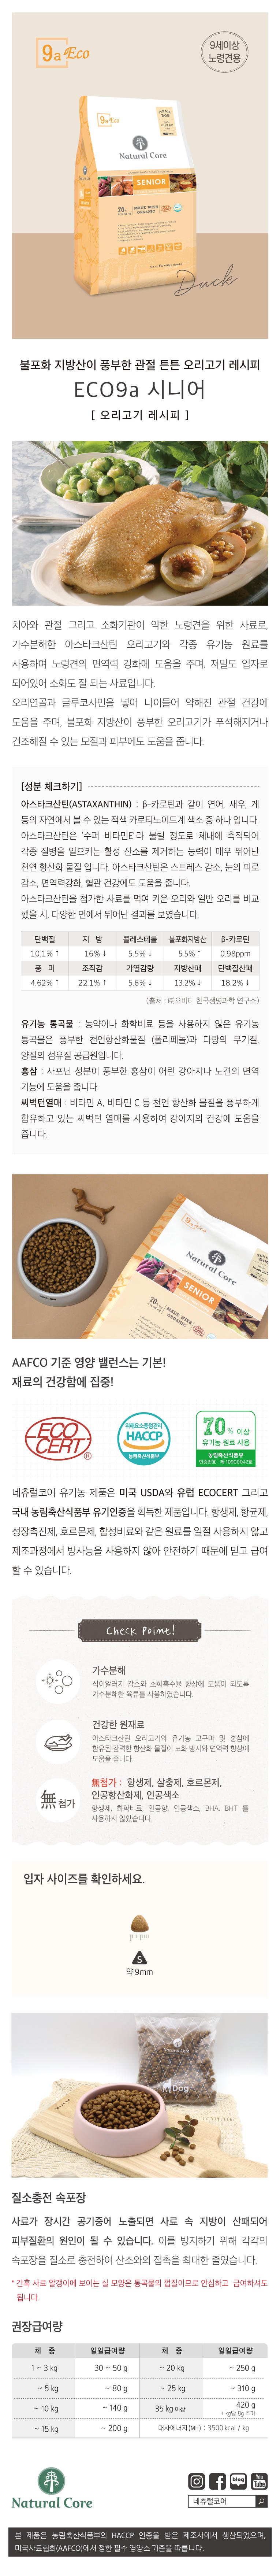 9a Eco
9세이상
노령견용
9a Eco
Natural Core
SENIOR
MADE WITH
ORGANIC
Duck
불포화 지방산이 풍부한 관절 튼튼 오리고기 레시피
ECO9a 시니어
[ 오리고기 레시피 ]
치아와 관절 그리고 소화기관이 약한 노령견을 위한 사료로,
가수분해한 아스타크산틴 오리고기와 각종 유기농 원료를
사용하여 노령견의 면역력 강화에 도움을 주며, 저밀도 입자로
되어있어 소화도 잘 되는 사료입니다.
오리연골과 글루코사민을 넣어 나이들어 약해진 관절 건강에
도움을 주며, 불포화 지방산이 풍부한 오리고기가 푸석해지거나
건조해질 수 있는 모질과 피부에도 도움을 줍니다.
[성분 체크하기]
아스타크산틴(ASTAXANTHIN) : β-카로틴과 같이 연어, 새우, 게
등의 자연에서 볼 수 있는 적색 카로티노이드계 색소 중 하나 입니다.
아스타크산틴은 '수퍼 비타민E'라 불릴 정도로 체내에 축적되어
각종 질병을 일으키는 활성 산소를 제거하는 능력이 매우 뛰어난
천연 항산화 물질 입니다. 아스타크산틴은 스트레스 감소, 눈의 피로
감소, 면역력강화, 혈관 건강에도 도움을 줍니다.
아스타크산틴을 첨가한 사료를 먹여 키운 오리와 일반 오리를 비교
했을 시, 다양한 면에서 뛰어난 결과를 보였습니다.
단백질 지 방 콜레스테롤 불포화지방산 β-카로틴
10.1% ↑ 16% ↓ 5.5% ↓ 5.5% ↑ 0.98ppm
풍 미 조직감 가열감량 지방산패 단백질산패
4.62% ↑ 22.1% ↑ 5.6% ↓ 13.2% ↓ 18.2% ↓
(출처 : ㈜오비티 한국생명과학 연구소)
유기농 통곡물 : 농약이나 화학비료 등을 사용하지 않은 유기농
통곡물은 풍부한 천연항산화물질 (폴리페놀)과 다량의 무기질,
양질의 섬유질 공급원입니다.
홍삼 : 사포닌 성분이 풍부한 홍삼이 어린 강아지나 노견의 면역
기능에 도움을 줍니다.
씨벅턴열매 : 비타민 A, 비타민 C 등 천연 항산화 물질을 풍부하게
함유하고 있는 씨벅턴 열매를 사용하여 강아지의 건강에 도움을
줍니다.
Natural Core
SENIOR
MADE WITH
ORGANIC
AAFCO 기준 영양 밸런스는 기본!
재료의 건강함에 집중!
ECO
CERT®
위해요소중점관리
HACCP
농림축산식품부
70% 이상
유기농 원료 사용
농림축산식품부
인증번호 : 제 10900042호
네츄럴코어 유기농 제품은 미국 USDA와 유럽 ECOCERT 그리고
국내 농림축산식품부 유기인증을 획득한 제품입니다. 항생제, 항균제,
성장촉진제, 호르몬제, 합성비료와 같은 원료를 일절 사용하지 않고
제조과정에서 방사능을 사용하지 않아 안전하기 때문에 믿고 급여
할 수 있습니다.
Check Point!
가수분해
식이알러지 감소와 소화흡수율 향상에 도움이 되도록
가수분해한 육류를 사용하였습니다.
건강한 원재료
아스타크산틴 오리고기와 유기농 고구마 및 홍삼에
함유된 강력한 항산화 물질이 노화 방지와 면역력 향상에
도움을 줍니다.
無 첨가
無첨가 : 항생제, 살충제, 호르몬제,
인공항산화제, 인공색소
항생제, 화학비료, 인공향, 인공색소, BHA, BHT 를
사용하지 않았습니다.
입자 사이즈를 확인하세요.
S
약 9mm
Natural Core
Dog
질소충전 속포장
사료가 장시간 공기중에 노출되면 사료 속 지방이 산패되어
피부질환의 원인이 될 수 있습니다. 이를 방지하기 위해 각각의
속포장을 질소로 충전하여 산소와의 접촉을 최대한 줄였습니다.
* 간혹 사료 알갱이에 보이는 실 모양은 통곡물의 껍질이므로 안심하고 급여하셔도
됩니다.
권장급여량
체 중 일일급여량 체 중 일일급여량
1 ~ 3 kg 30 ~ 50 g ~ 20 kg ~ 250 g
~ 5 kg ~ 80 g ~ 25 kg ~ 310 g
~ 10 kg ~ 140 g 35 kg 이상 420 g
+ kg당 8g 추가
~ 15 kg ~ 200 g 대사에너지(ME) : 3500 kcal / kg
Natural Core
blog
You
Tube
네츄럴코어
본 제품은 농림축산식품부의 HACCP 인증을 받은 제조사에서 생산되었으며,
미국사료협회(AAFCO)에서 정한 필수 영양소 기준을 따릅니다.